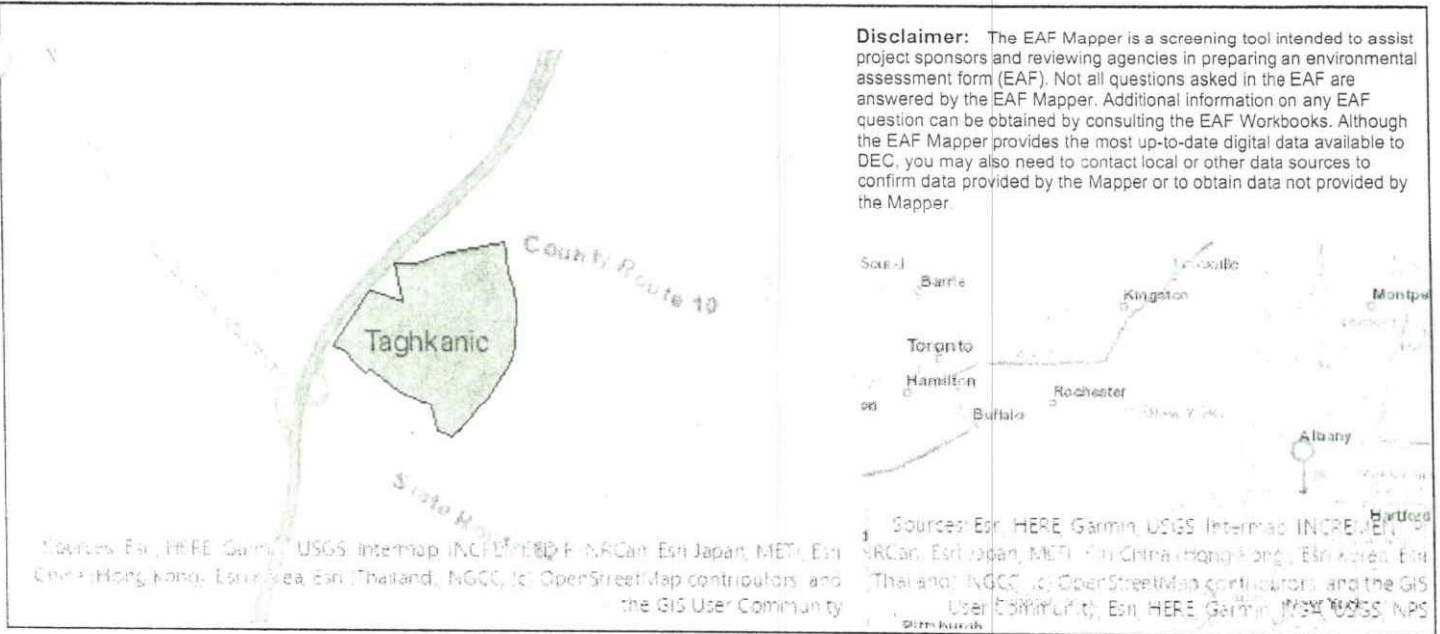 Disclaimer: The EAF Mapper is a screening tool intended to assist
project sponsors and reviewing agencies in preparing an environmental
assessment form (EAF). Not all questions asked in the EAF are
answered by the EAF Mapper. Additional information on any EAF
question can be obtained by consulting the EAF Workbooks. Although
the EAF Mapper provides the most up-to-date digital data available to
DEC, you may also need to contact local or other data sources to
confirm data provided by the Mapper or to obtain data not provided by
the Mapper.
County Route 10
Taghkanic
State
Barrie
Kingston
Montpe
Toronto
Hamilton
Rochester
Buffalo
Albany
Hartford
Sources: Esri, HERE, Garmin, USGS, Intermap, NRCan, Esri Japan, METI, Esri
China (Hong Kong), Esri Korea, Esri (Thailand), NGCC, (c) OpenStreetMap contributors, and
the GIS User Community
Sources: Esri, HERE, Garmin, USGS, Intermap, INCREMENT P,
NRCan, Esri Japan, METI, Esri China (Hong Kong), Esri Korea, Esri
(Thailand), NGCC, (c) OpenStreetMap contributors, and the GIS
User Community, Esri, HERE, Garmin, NGA, USGS, NPS
Pittsburgh